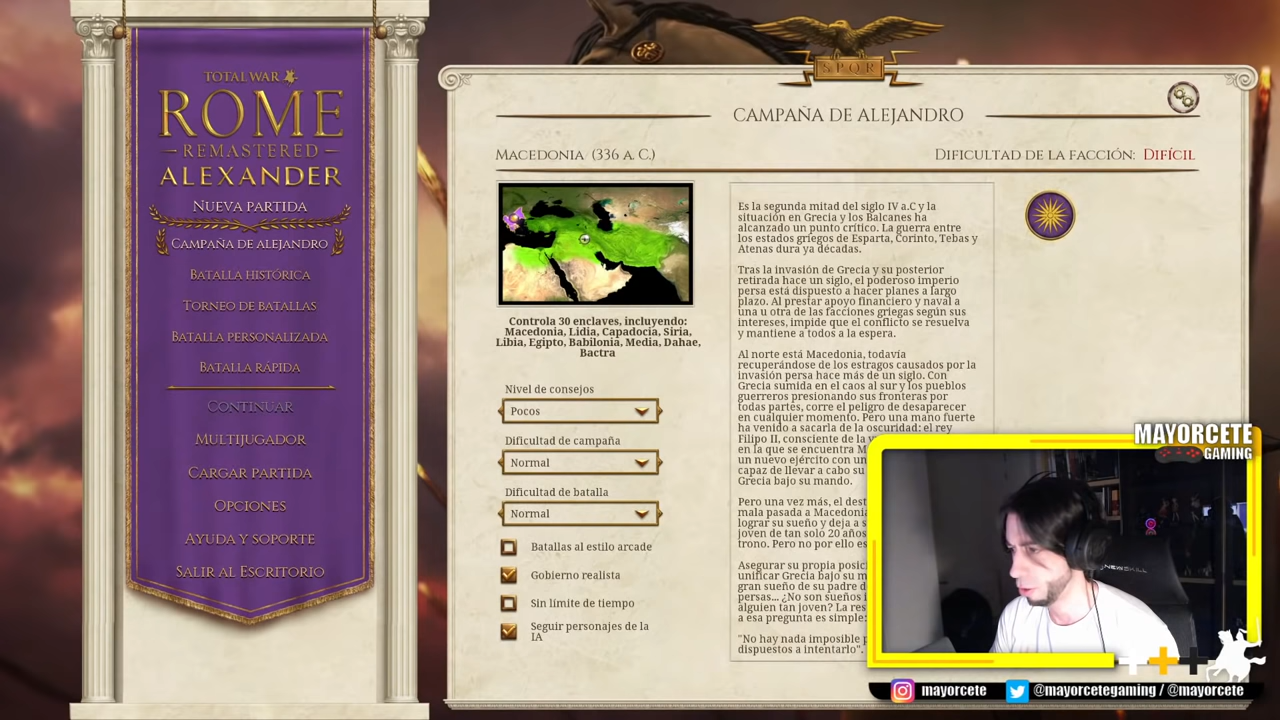 TOTAL WAR
ROME
REMASTERED
ALEXANDER
NUEVA PARTIDA
CAMPAÑA DE ALEJANDRO
BATALLA HISTÓRICA
TORNEO DE BATALLAS
BATALLA PERSONALIZADA
BATALLA RÁPIDA
CONTINUAR
MULTIJUGADOR
CARGAR PARTIDA
OPCIONES
AYUDA Y SOPORTE
SALIR AL ESCRITORIO
SPQR
CAMPAÑA DE ALEJANDRO
MACEDONIA (336 A. C.)
DIFICULTAD DE LA FACCIÓN: DIFÍCIL
Controla 30 enclaves, incluyendo:
Macedonia, Lidia, Capadocia, Siria,
Libia, Egipto, Babilonia, Media, Dahae,
Bactra
Nivel de consejos
Pocos
Dificultad de campaña
Normal
Dificultad de batalla
Normal
Batallas al estilo arcade
Gobierno realista
Sin límite de tiempo
Seguir personajes de la
IA
Es la segunda mitad del siglo IV a.C y la
situación en Grecia y los Balcanes ha
alcanzado un punto crítico. La guerra entre
los estados griegos de Esparta, Corinto, Tebas y
Atenas dura ya décadas.
Tras la invasión de Grecia y su posterior
retirada hace un siglo, el poderoso imperio
persa está dispuesto a hacer planes a largo
plazo. Al prestar apoyo financiero y naval a
una u otra de las facciones griegas según sus
intereses, impide que el conflicto se resuelva
y mantiene a todos a la espera.
Al norte está Macedonia, todavía
recuperándose de los estragos causados por la
invasión persa hace más de un siglo. Con
Grecia sumida en el caos al sur y los pueblos
guerreros presionando sus fronteras por
todas partes, corre el peligro de desaparecer
en cualquier momento. Pero una mano fuerte
ha venido a sacarla de la oscuridad: el rey
Filipo II, consciente de la
en la que se encuentra M
un nuevo ejército con un
capaz de llevar a cabo su
Grecia bajo su mando.
Pero una vez más, el dest
mala pasada a Macedonia
lograr su sueño y deja a s
joven de tan solo 20 años
trono. Pero no por ello es
Asegurar su propia posici
unificar Grecia bajo su m
gran sueño de su padre d
persas... ¿No son sueños i
alguien tan joven? La res
a esa pregunta es simple:
"No hay nada imposible p
dispuestos a intentarlo".
MAYORCETE
GAMING
NEWSKILL
mayorcete
@mayorcetegaming / @mayorcete